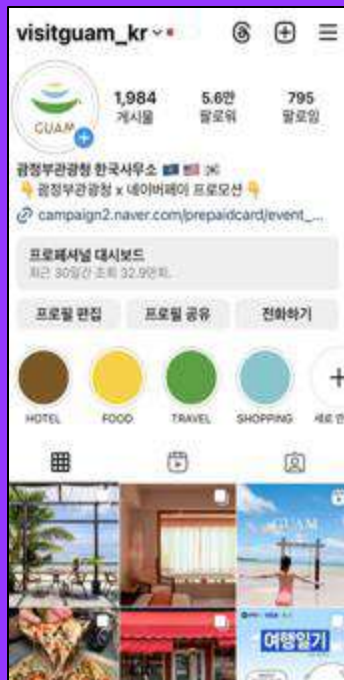 visitguam_kr
GUAM
1,984 5.6만 795
게시물 팔로워 팔로잉
괌정부관광청 한국사무소
괌정부관광청 x 네이버페이 프로모션
campaign2.naver.com/prepaidcard/event_...
프로페셔널 대시보드
최근 30일간 조회 32.9만회.
프로필 편집 프로필 공유 전화하기
HOTEL FOOD TRAVEL SHOPPING
GUAM
여행일기